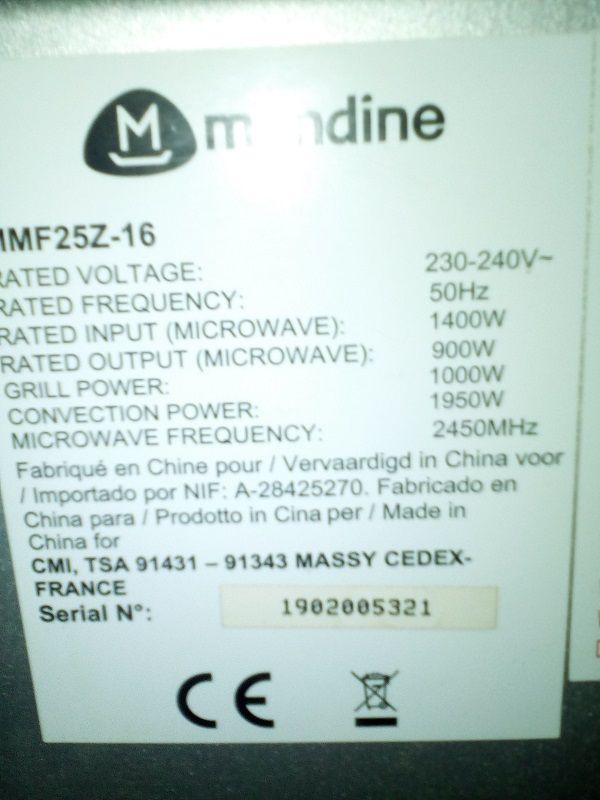 M mandine
MMF25Z-16
RATED VOLTAGE: 230-240V~
RATED FREQUENCY: 50Hz
RATED INPUT (MICROWAVE): 1400W
RATED OUTPUT (MICROWAVE): 900W
GRILL POWER: 1000W
CONVECTION POWER: 1950W
MICROWAVE FREQUENCY: 2450MHz
Fabriqué en Chine pour / Vervaardigd in China voor
/ Importado por NIF: A-28425270. Fabricado en
China para / Prodotto in Cina per / Made in
China for
CMI, TSA 91431 – 91343 MASSY CEDEX-
FRANCE
Serial N°: 1902005321
CE